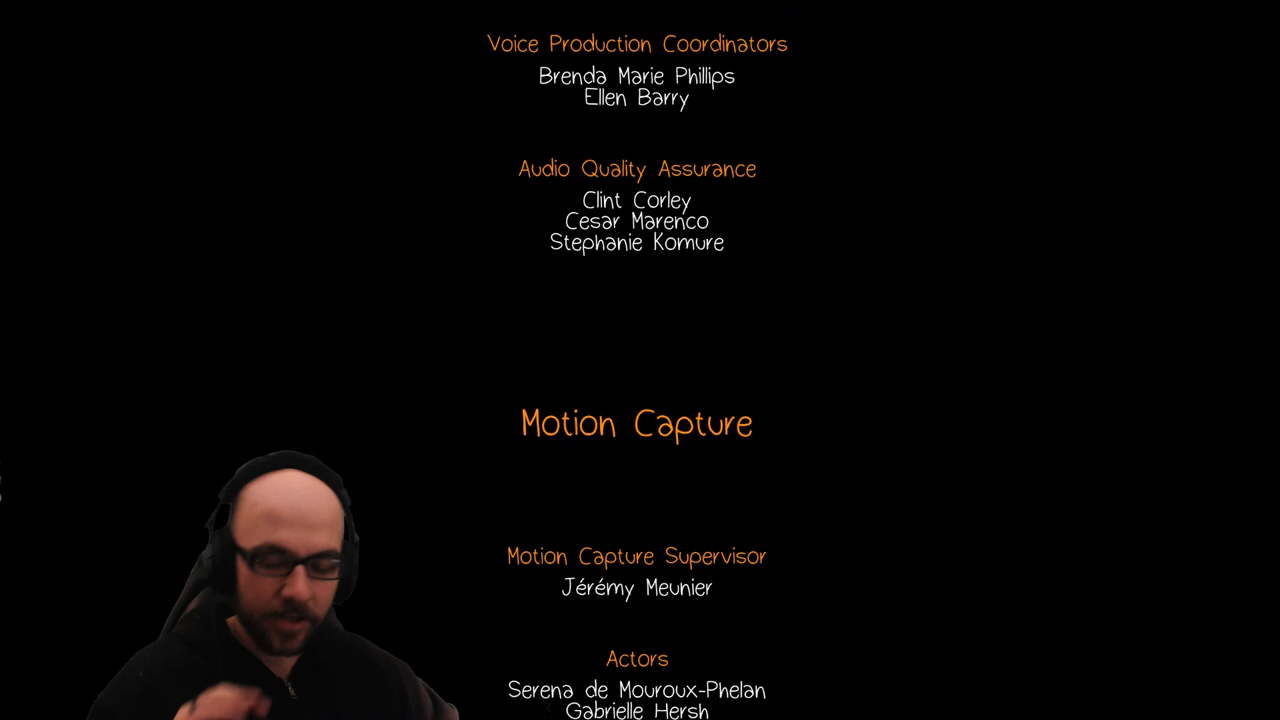 Voice Production Coordinators
Brenda Marie Phillips
Ellen Barry
Audio Quality Assurance
Clint Corley
Cesar Marenco
Stephanie Komure
Motion Capture
Motion Capture Supervisor
Jérémy Meunier
Actors
Serena de Mouroux-Phelan
Gabrielle Hersh